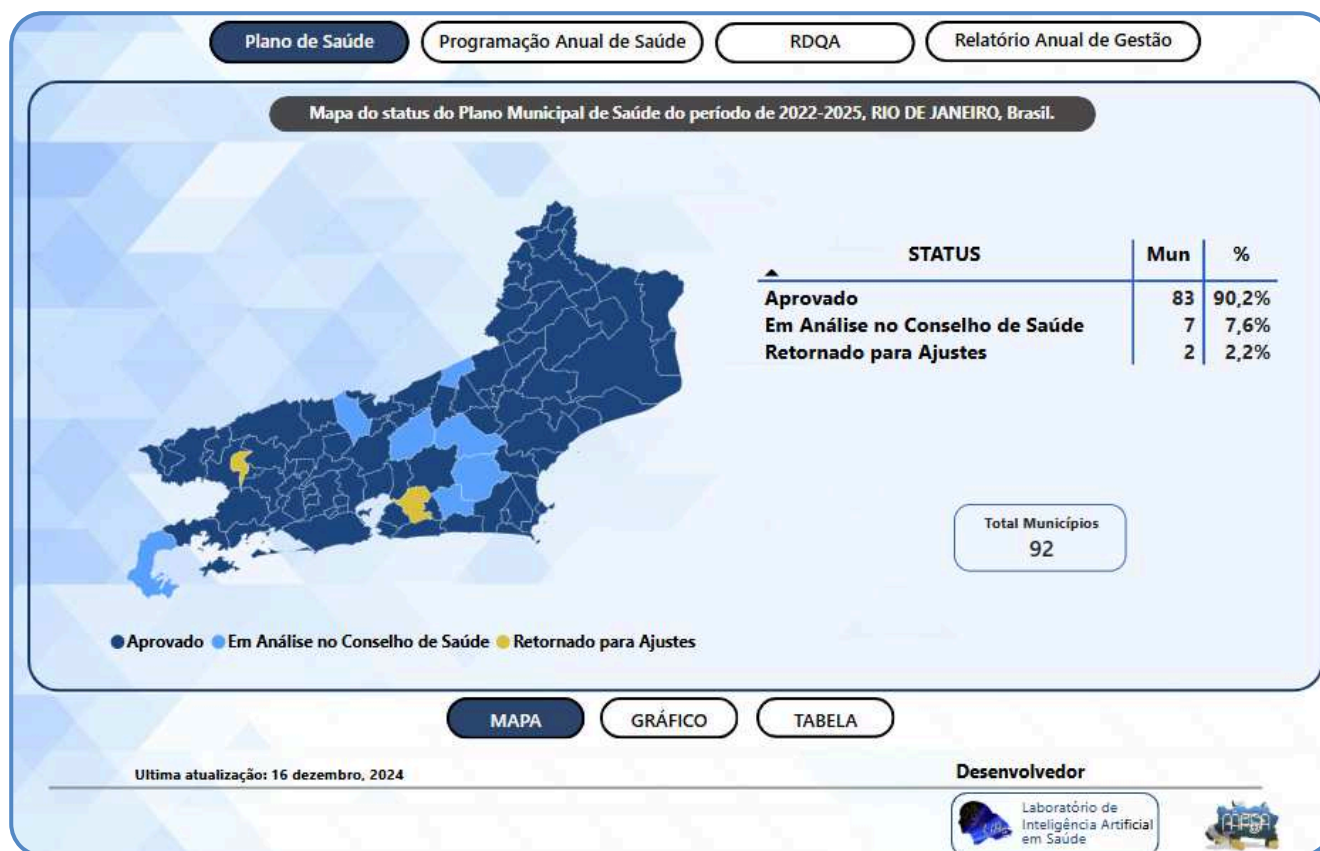 Plano de Saúde
Programação Anual de Saúde
RDQA
Relatório Anual de Gestão
Mapa do status do Plano Municipal de Saúde do período de 2022-2025, RIO DE JANEIRO, Brasil.
STATUS Mun %
Aprovado 83 90,2%
Em Análise no Conselho de Saúde 7 7,6%
Retornado para Ajustes 2 2,2%
Total Municípios
92
Aprovado Em Análise no Conselho de Saúde Retornado para Ajustes
MAPA
GRÁFICO
TABELA
Ultima atualização: 16 dezembro, 2024
Desenvolvedor
Laboratório de
Inteligência Artificial
em Saúde